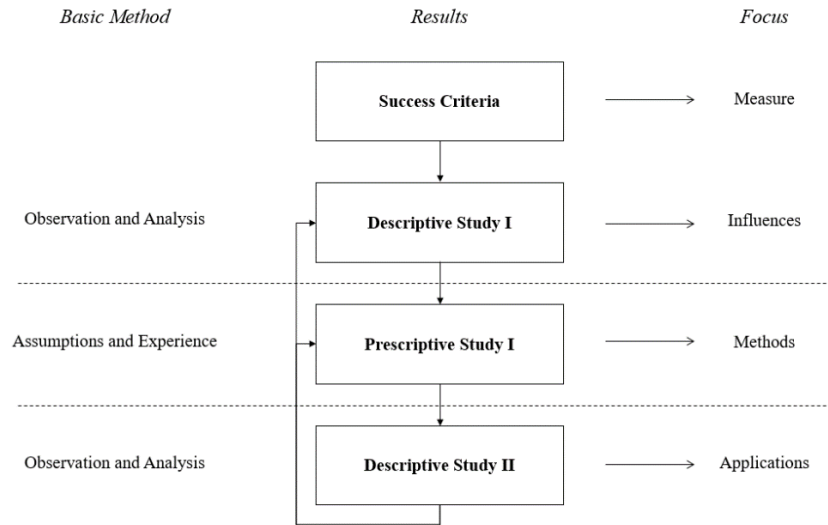 Basic Method Results Focus
Success Criteria Measure
Observation and Analysis Descriptive Study I Influences
Assumptions and Experience Prescriptive Study I Methods
Observation and Analysis Descriptive Study II Applications